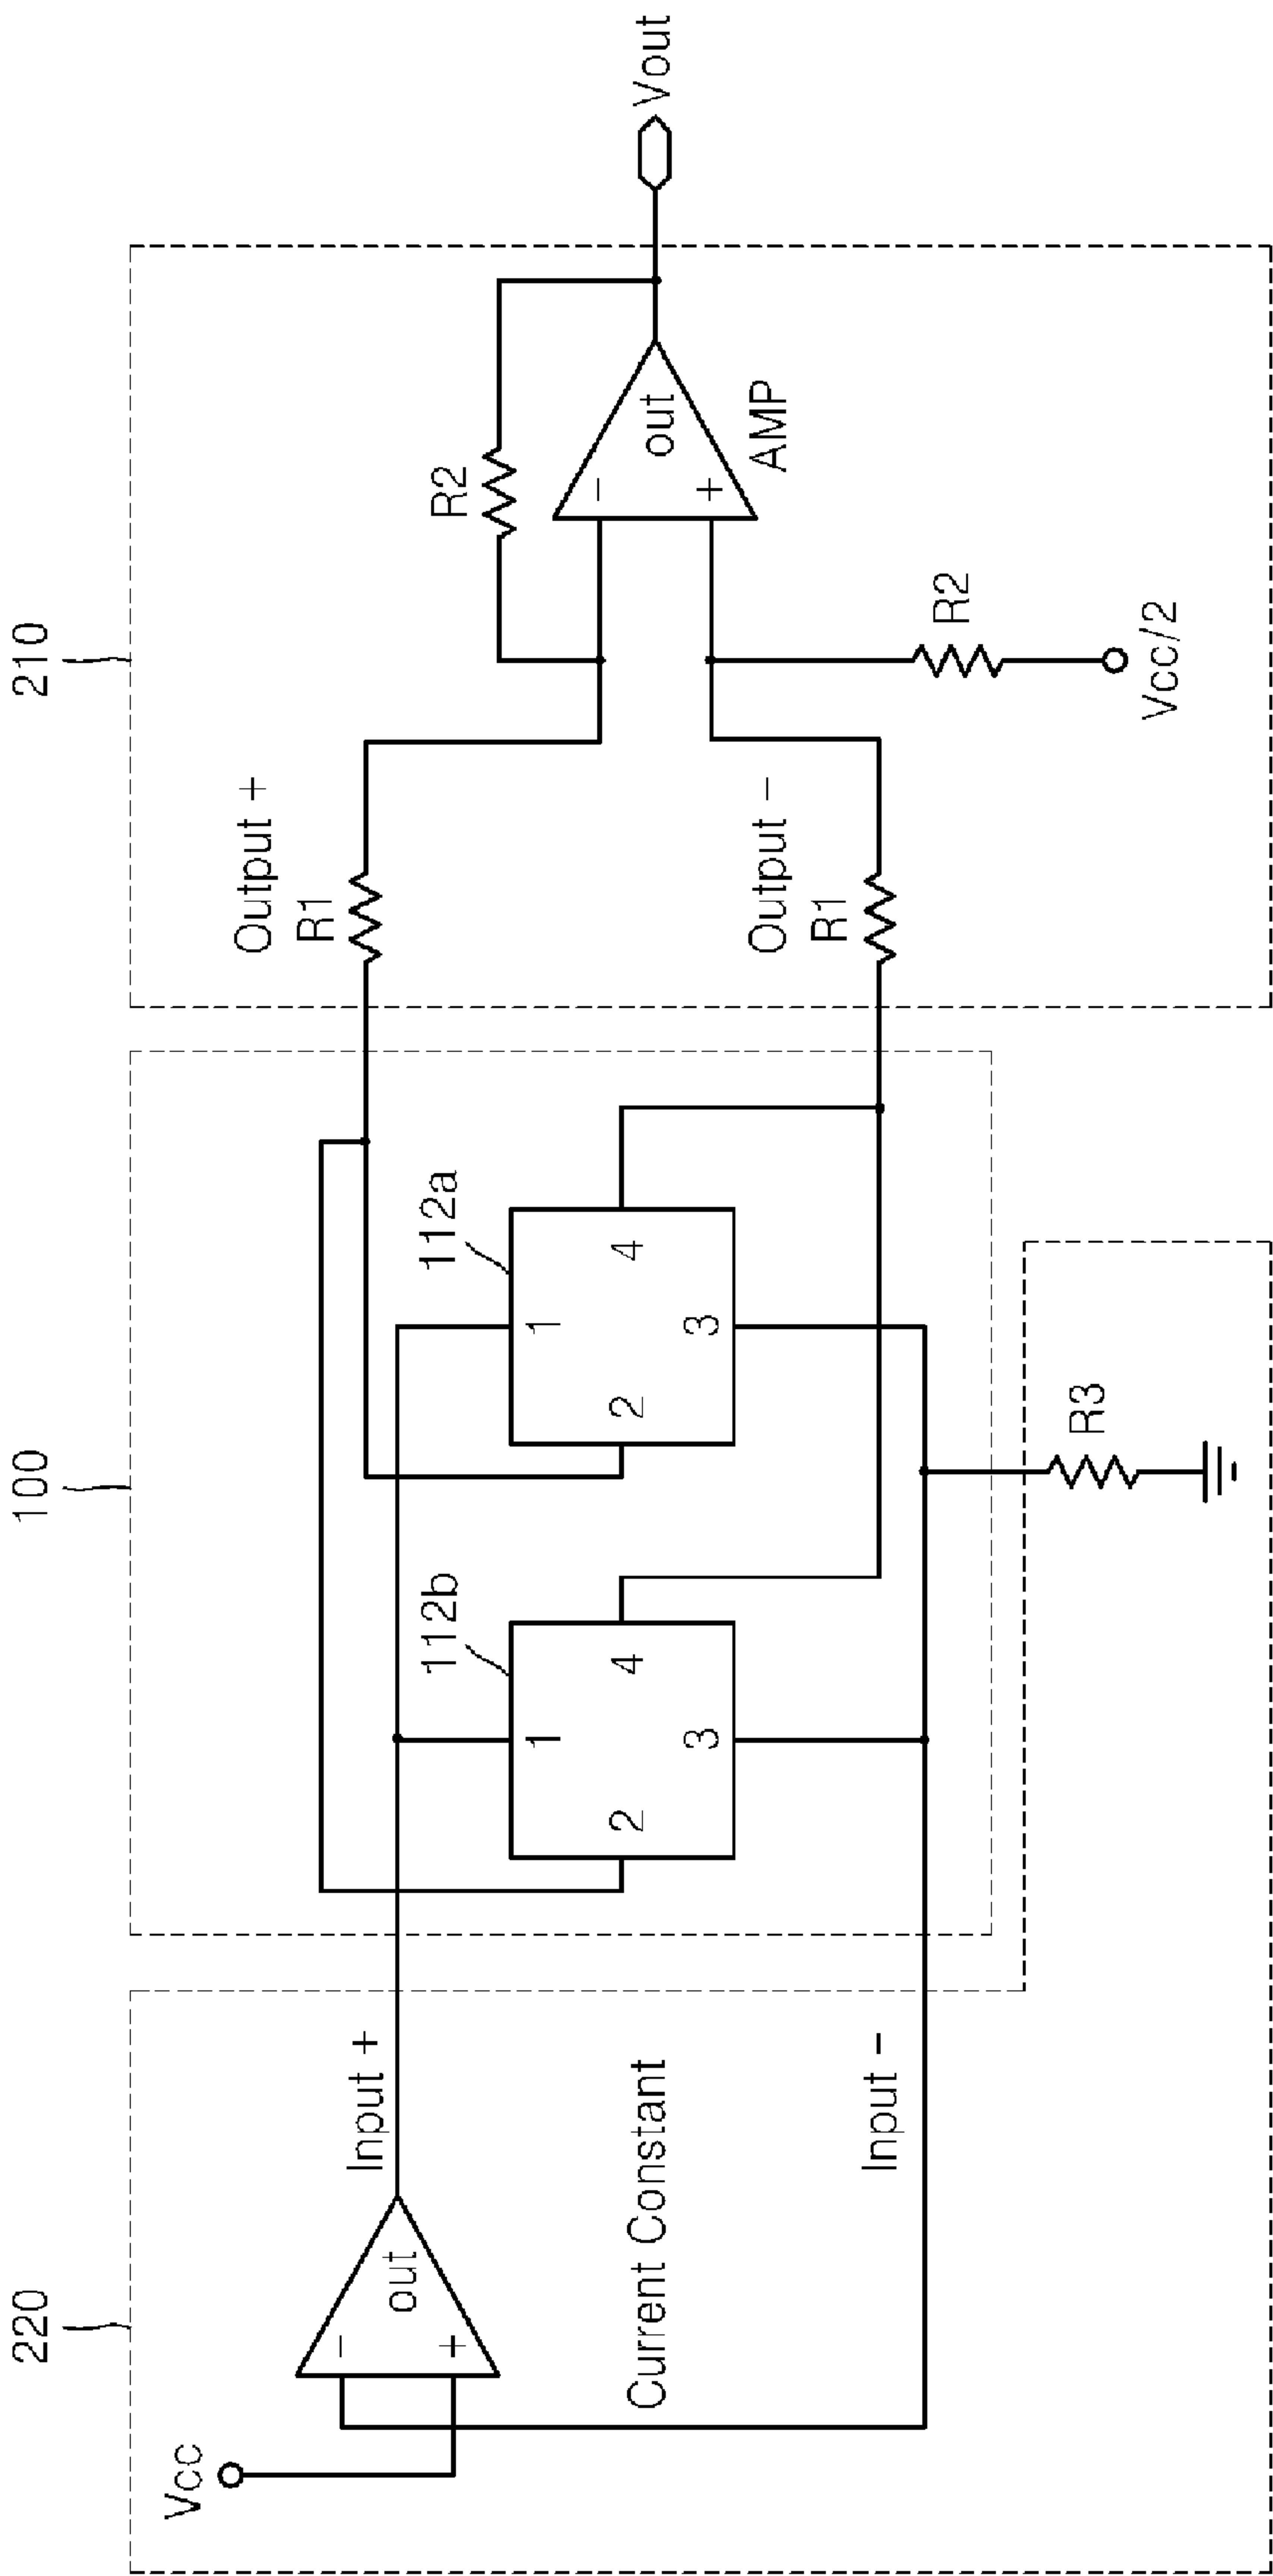 220
100
210
Vcc
- 
+
out
Input +
Current Constant
Input -
112b
1
2
4
3
112a
1
2
4
3
R3
Output +
R1
Output -
R1
R2
-
+
out
AMP
R2
Vcc/2
Vout